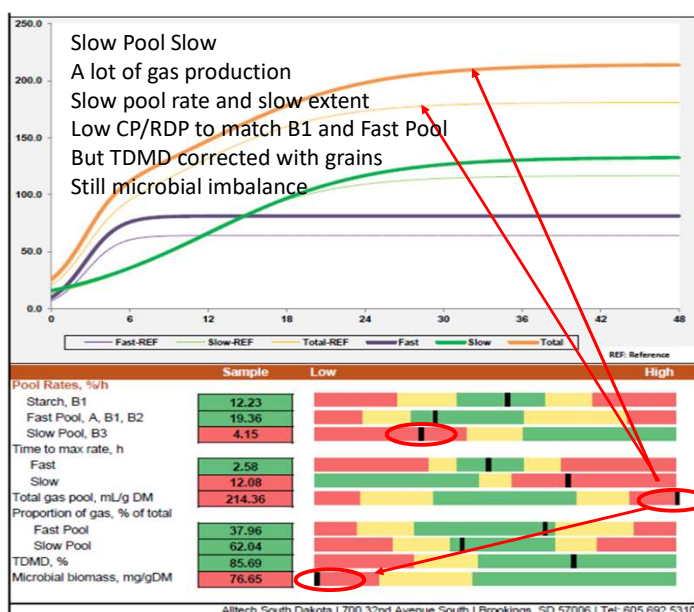 250.0
200.0
150.0
100.0
50.0
0.0
Slow Pool Slow
A lot of gas production
Slow pool rate and slow extent
Low CP/RDP to match B1 and Fast Pool
But TDMD corrected with grains
Still microbial imbalance
0 6 12 18 24 30 36 42 48
Fast-REF Slow-REF Total-REF Fast Slow Total
REF: Reference
Sample Low High
Pool Rates, %/h
Starch, B1 12.23
Fast Pool, A, B1, B2 19.36
Slow Pool, B3 4.15
Time to max rate, h
Fast 2.58
Slow 12.08
Total gas pool, mL/g DM 214.36
Proportion of gas, % of total
Fast Pool 37.96
Slow Pool 62.04
TDMD, % 85.69
Microbial biomass, mg/gDM 76.65
Alltech South Dakota | 700 32nd Avenue South | Brookings, SD 57006 | Tel: 605.692.5310